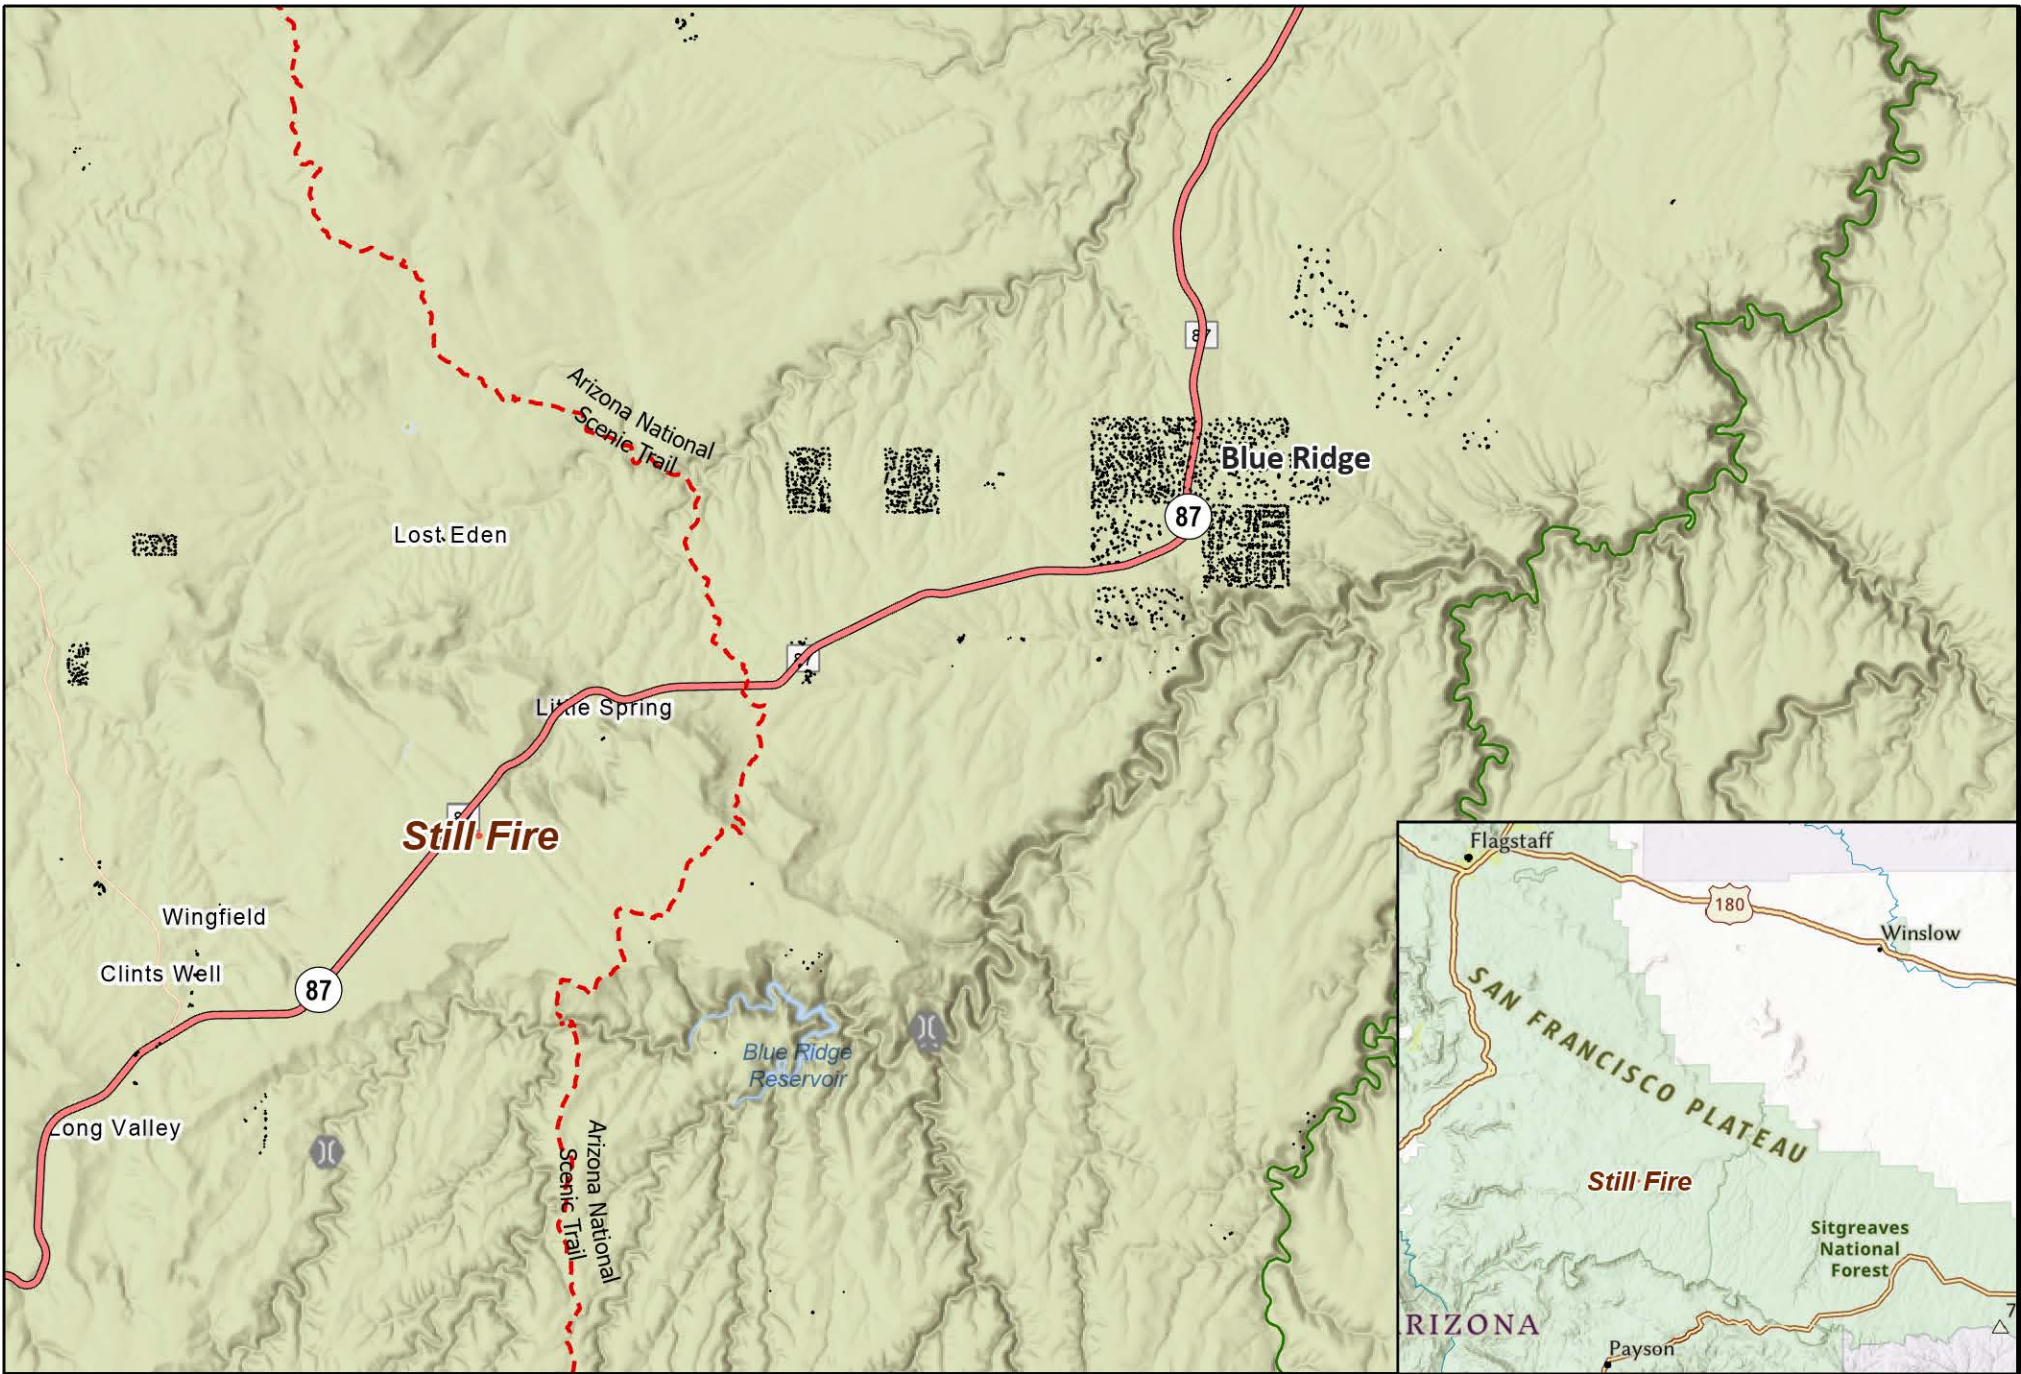 Arizona National
Scenic Trail
87
Blue Ridge
87
Lost Eden
87
Little Spring
Still Fire
Wingfield
Clints Well
87
Blue Ridge
Reservoir
Long Valley
Arizona National
Scenic Trail
Flagstaff
180
Winslow
SAN FRANCISCO PLATEAU
Still Fire
Sitgreaves
National
Forest
RIZONA
Payson
7